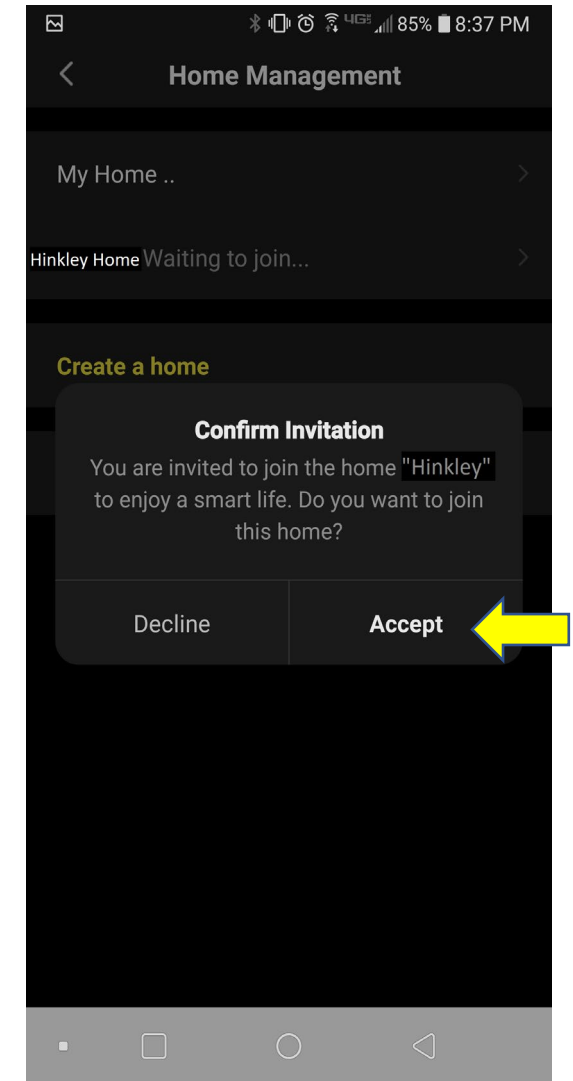 4GE 85% 8:37 PM
Home Management
My Home ..
Hinkley Home Waiting to join...
Create a home
Confirm Invitation
You are invited to join the home "Hinkley"
to enjoy a smart life. Do you want to join
this home?
Decline Accept